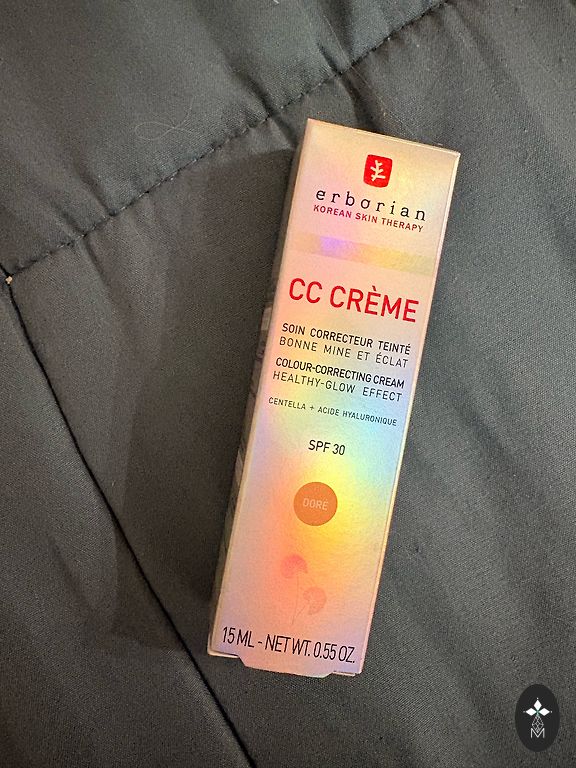 erborian
KOREAN SKIN THERAPY
CC CRÈME
SOIN CORRECTEUR TEINTÉ
BONNE MINE ET ÉCLAT
COLOUR-CORRECTING CREAM
HEALTHY-GLOW EFFECT
CENTELLA + ACIDE HYALURONIQUE
SPF 30
DORÉ
15 ML - NET WT. 0.55 OZ.
M